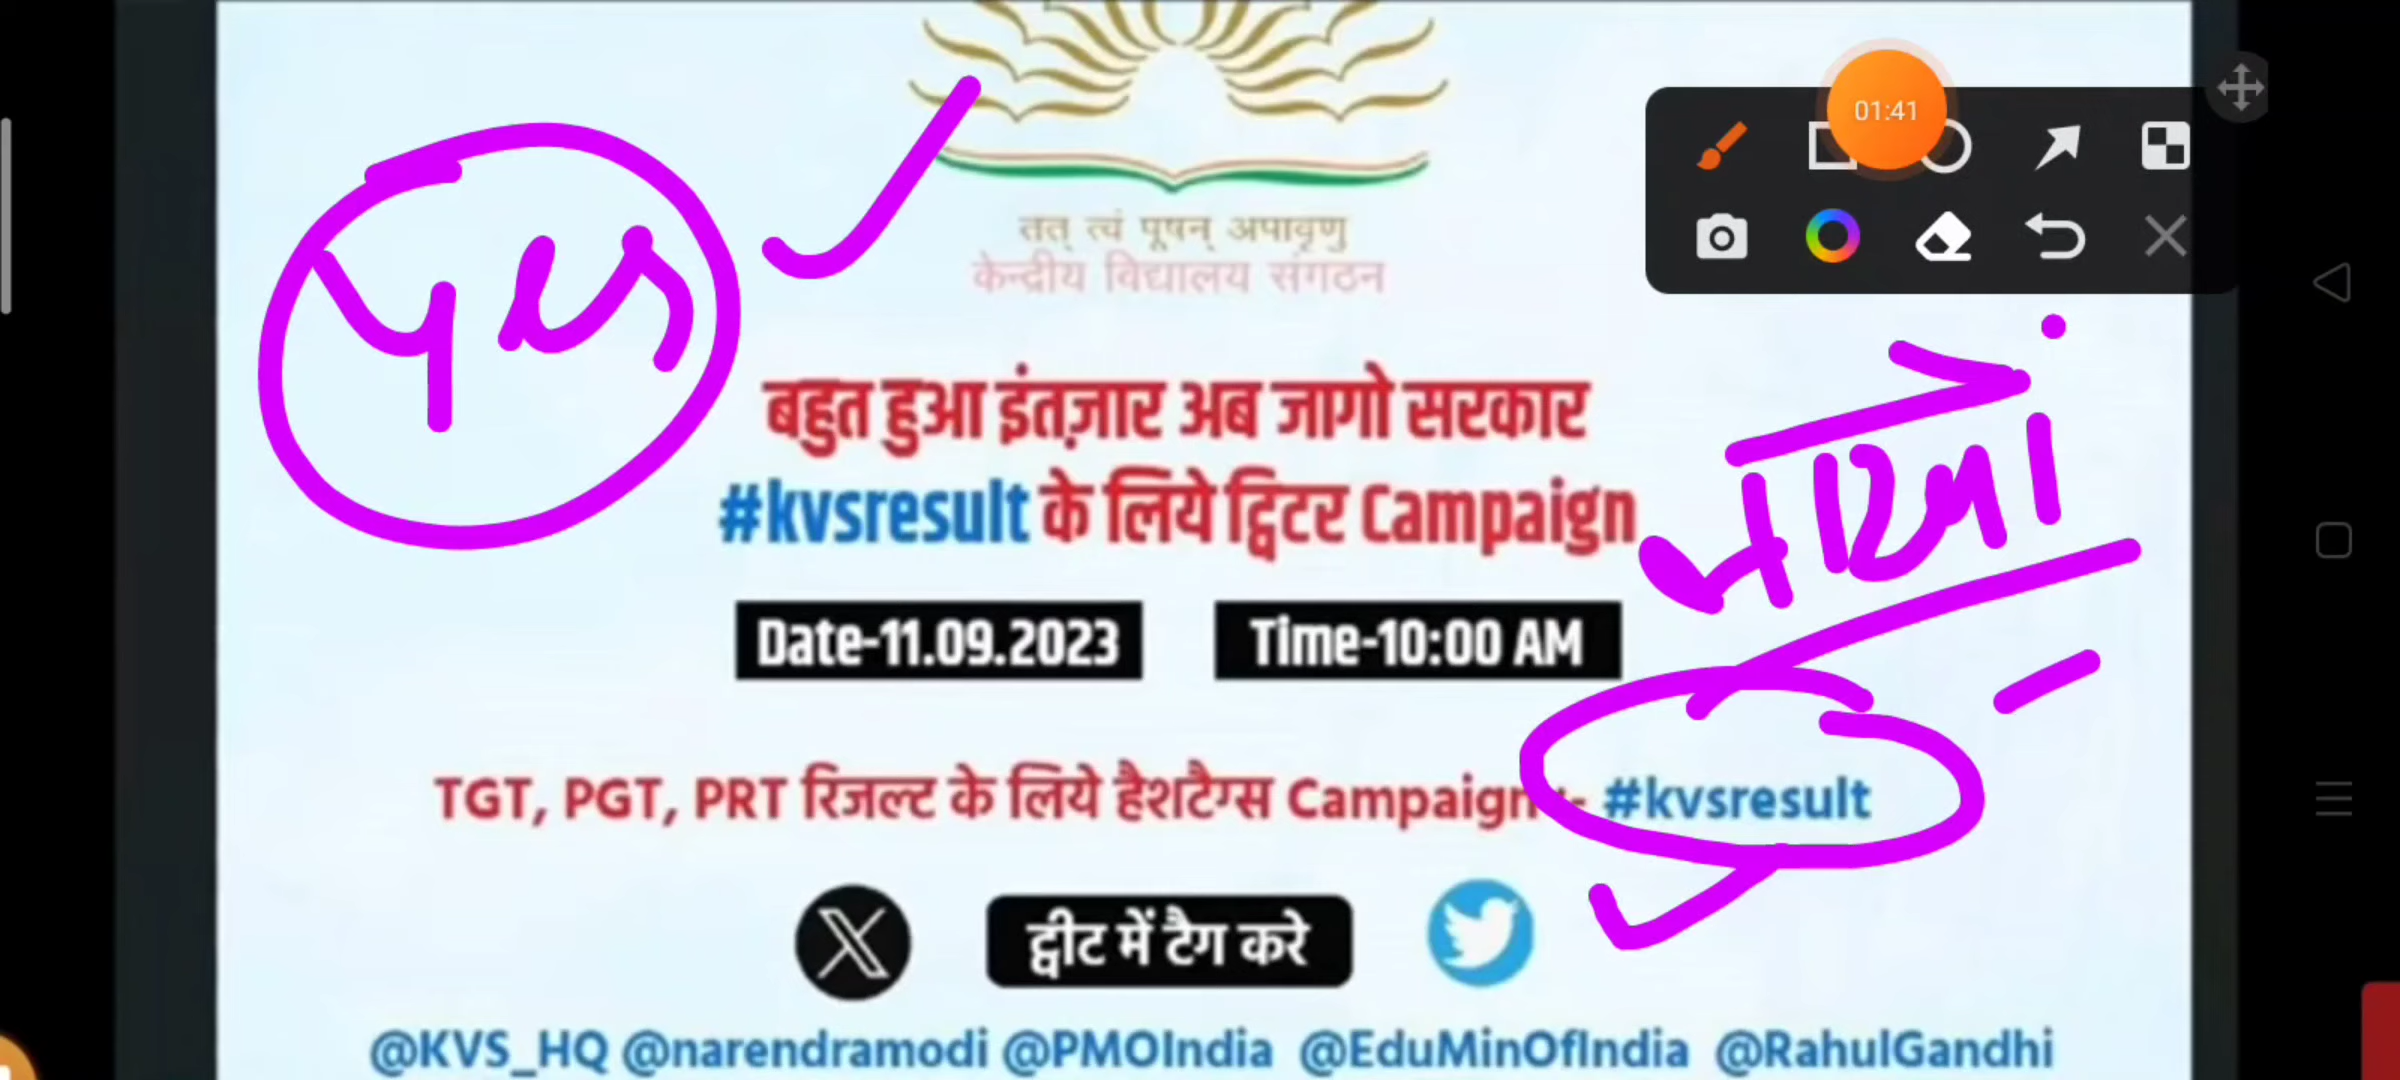 01:41
yes
तत् त्वं पूषन् अपावृणु
केन्द्रीय विद्यालय संगठन
बहुत हुआ इंतज़ार अब जागो सरकार
#kvsresult के लिये ट्विटर Campaign
Date-11.09.2023 Time-10:00 AM
TGT, PGT, PRT रिजल्ट के लिये हैशटैग्स Campaign :- #kvsresult
ट्वीट में टैग करे
@KVS_HQ @narendramodi @PMOIndia @EduMinOfIndia @RahulGandhi